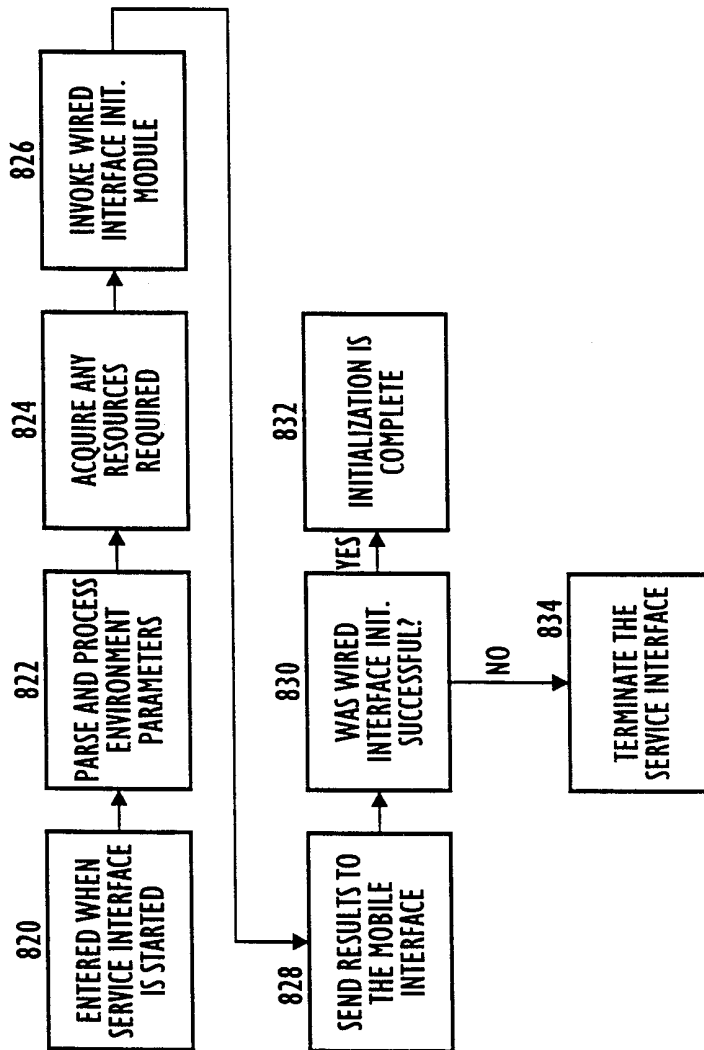 820
ENTERED WHEN
SERVICE INTERFACE
IS STARTED
822
PARSE AND PROCESS
ENVIRONMENT
PARAMETERS
824
ACQUIRE ANY
RESOURCES
REQUIRED
826
INVOKE WIRED
INTERFACE INIT.
MODULE
828
SEND RESULTS TO
THE MOBILE
INTERFACE
830
WAS WIRED
INTERFACE INIT.
SUCCESSFUL?
YES
832
INITIALIZATION IS
COMPLETE
NO
834
TERMINATE THE
SERVICE INTERFACE